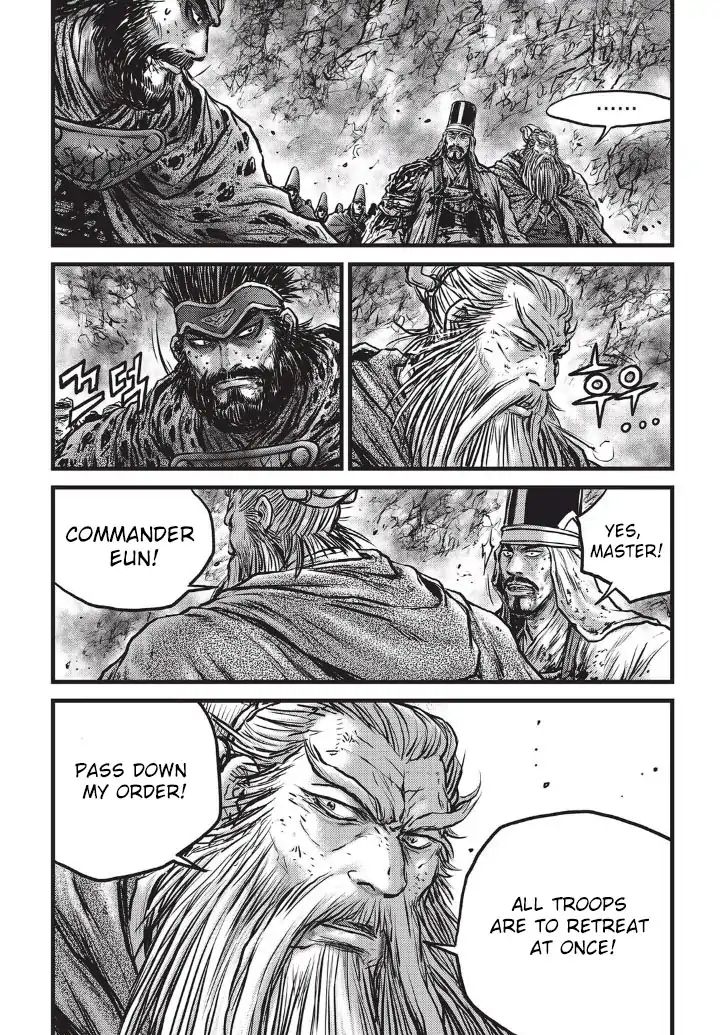 ......
COMMANDER
EUN!
YES,
MASTER!
PASS DOWN
MY ORDER!
ALL TROOPS
ARE TO RETREAT
AT ONCE!